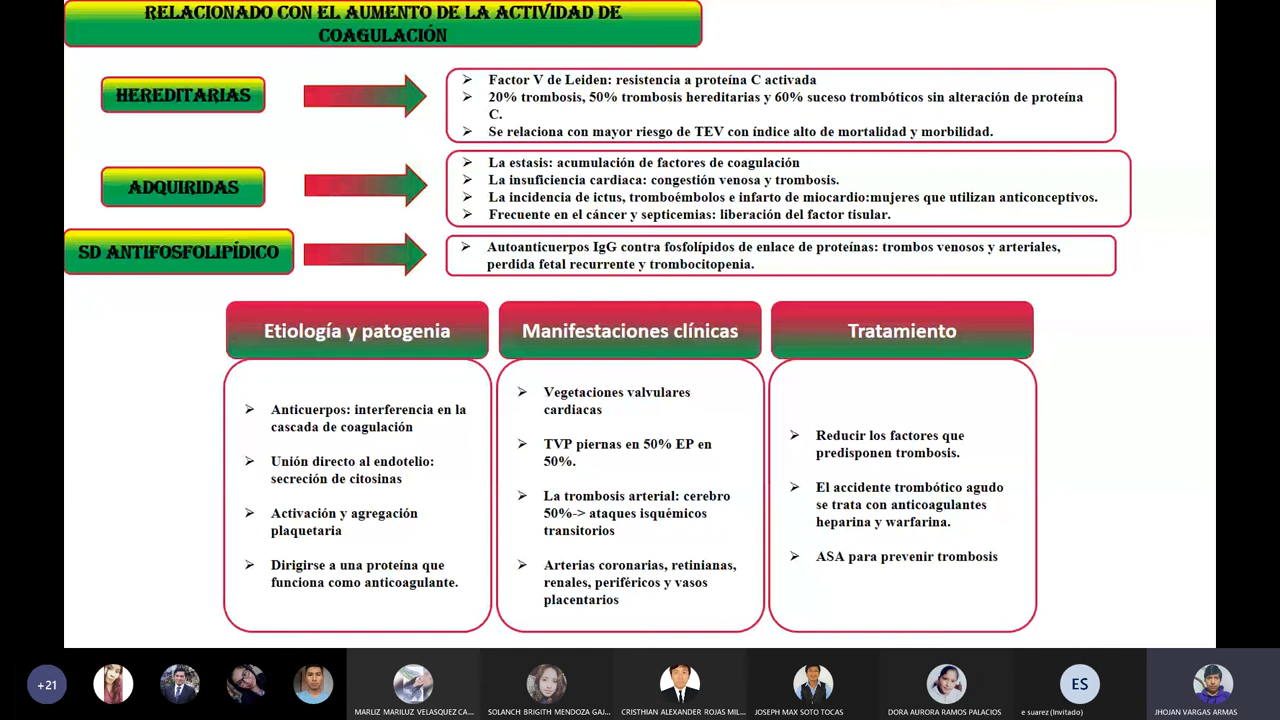 RELACIONADO CON EL AUMENTO DE LA ACTIVIDAD DE
COAGULACIÓN
HEREDITARIAS
Factor V de Leiden: resistencia a proteína C activada
20% trombosis, 50% trombosis hereditarias y 60% suceso trombóticos sin alteración de proteína
C.
Se relaciona con mayor riesgo de TEV con índice alto de mortalidad y morbilidad.
ADQUIRIDAS
La estasis: acumulación de factores de coagulación
La insuficiencia cardiaca: congestión venosa y trombosis.
La incidencia de ictus, tromboémbolos e infarto de miocardio:mujeres que utilizan anticonceptivos.
Frecuente en el cáncer y septicemias: liberación del factor tisular.
SD ANTIFOSFOLIPÍDICO
Autoanticuerpos IgG contra fosfolípidos de enlace de proteínas: trombos venosos y arteriales,
perdida fetal recurrente y trombocitopenia.
Etiología y patogenia
Anticuerpos: interferencia en la
cascada de coagulación
Unión directo al endotelio:
secreción de citosinas
Activación y agregación
plaquetaria
Dirigirse a una proteína que
funciona como anticoagulante.
Manifestaciones clínicas
Vegetaciones valvulares
cardiacas
TVP piernas en 50% EP en
50%.
La trombosis arterial: cerebro
50%-> ataques isquémicos
transitorios
Arterias coronarias, retinianas,
renales, periféricos y vasos
placentarios
Tratamiento
Reducir los factores que
predisponen trombosis.
El accidente trombótico agudo
se trata con anticoagulantes
heparina y warfarina.
ASA para prevenir trombosis
+21
MARLIZ MARILUZ VELASQUEZ CA...
SOLANCH BRIGITH MENDOZA GAJ...
CRISTHIAN ALEXANDER ROJAS MIL...
JOSEPH MAX SOTO TOCAS
DORA AURORA RAMOS PALACIOS
ES
e suarez (Invitado)
JHOJAN VARGAS ARMAS